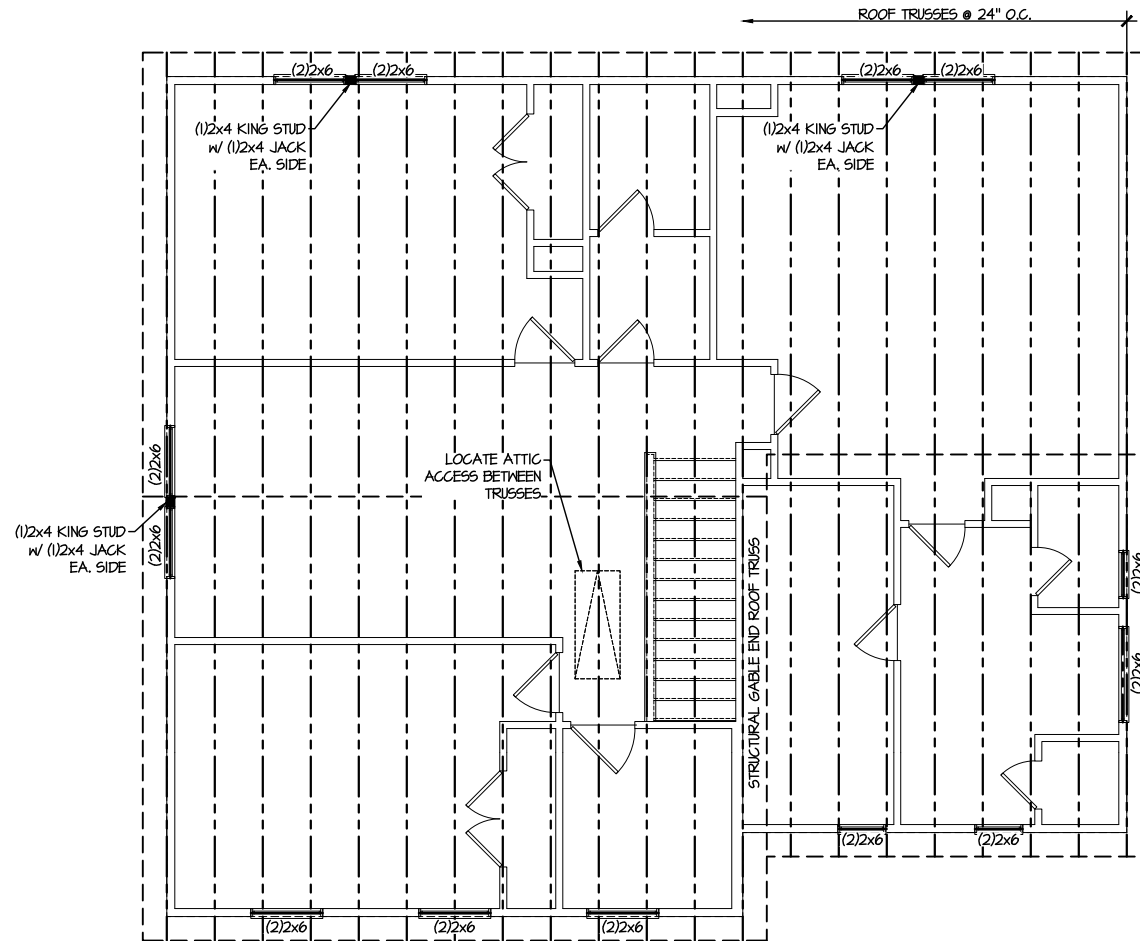 ROOF TRUSSES @ 24" O.C.
(2)2x6
(2)2x6
(2)2x6
(2)2x6
(1)2x4 KING STUD
w/ (1)2x4 JACK
EA. SIDE
(1)2x4 KING STUD
w/ (1)2x4 JACK
EA. SIDE
LOCATE ATTIC
ACCESS BETWEEN
TRUSSES
(2)2x6
(2)2x6
(1)2x4 KING STUD
w/ (1)2x4 JACK
EA. SIDE
STRUCTURAL GABLE END ROOF TRUSS
(2)2x6
(2)2x6
(2)2x6
(2)2x6
(2)2x6
(2)2x6
(2)2x6